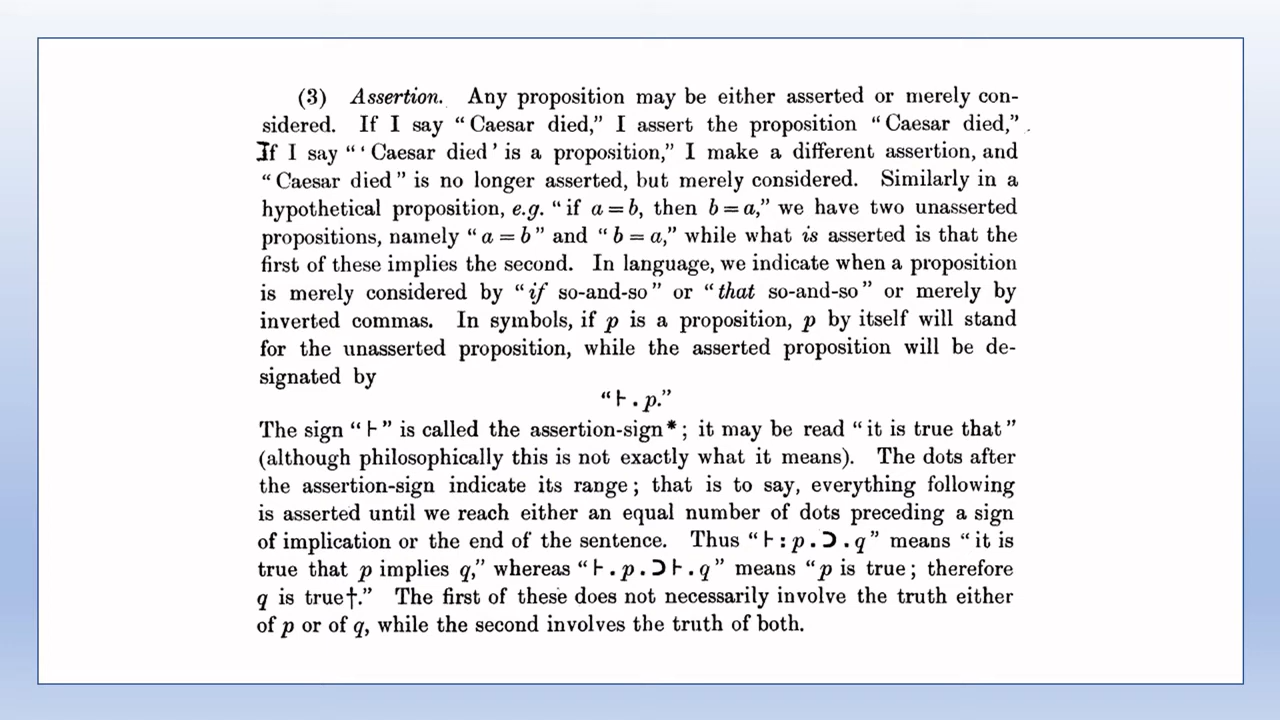 (3) Assertion. Any proposition may be either asserted or merely con-
sidered. If I say “Caesar died,” I assert the proposition “Caesar died,”
If I say “‘Caesar died’ is a proposition,” I make a different assertion, and
“Caesar died” is no longer asserted, but merely considered. Similarly in a
hypothetical proposition, e.g. “if a = b, then b = a,” we have two unasserted
propositions, namely “a = b” and “b = a,” while what is asserted is that the
first of these implies the second. In language, we indicate when a proposition
is merely considered by “if so-and-so” or “that so-and-so” or merely by
inverted commas. In symbols, if p is a proposition, p by itself will stand
for the unasserted proposition, while the asserted proposition will be de-
signated by
“⊦ . p.”
The sign “⊦” is called the assertion-sign*; it may be read “it is true that”
(although philosophically this is not exactly what it means). The dots after
the assertion-sign indicate its range; that is to say, everything following
is asserted until we reach either an equal number of dots preceding a sign
of implication or the end of the sentence. Thus “⊦ : p . ⊃ . q” means “it is
true that p implies q,” whereas “⊦ . p . ⊃ ⊦ . q” means “p is true; therefore
q is true†.” The first of these does not necessarily involve the truth either
of p or of q, while the second involves the truth of both.